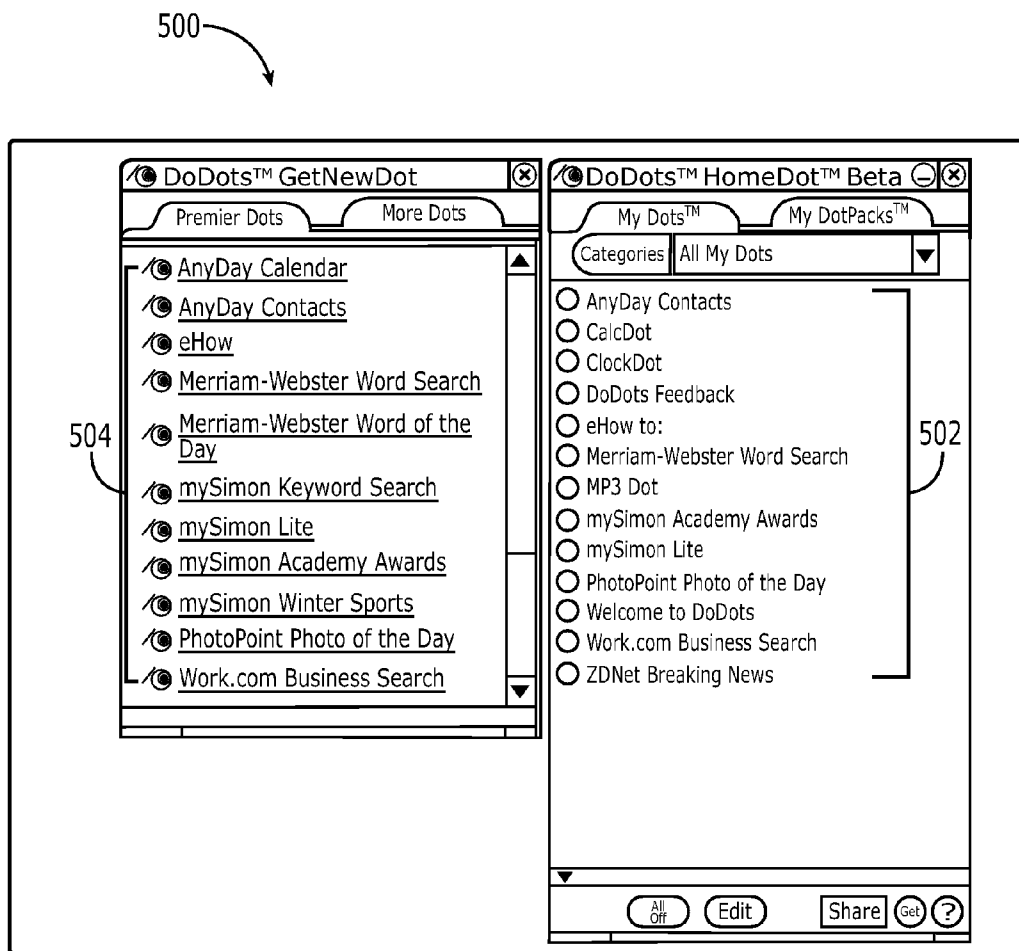 500
DoDots™ GetNewDot
Premier Dots
More Dots
AnyDay Calendar
AnyDay Contacts
eHow
Merriam-Webster Word Search
Merriam-Webster Word of the
Day
mySimon Keyword Search
mySimon Lite
mySimon Academy Awards
mySimon Winter Sports
PhotoPoint Photo of the Day
Work.com Business Search
504
DoDots™ HomeDot™ Beta
My Dots™
My DotPacks™
Categories
All My Dots
AnyDay Contacts
CalcDot
ClockDot
DoDots Feedback
eHow to:
Merriam-Webster Word Search
MP3 Dot
mySimon Academy Awards
mySimon Lite
PhotoPoint Photo of the Day
Welcome to DoDots
Work.com Business Search
ZDNet Breaking News
502
All
Off
Edit
Share
Get
?